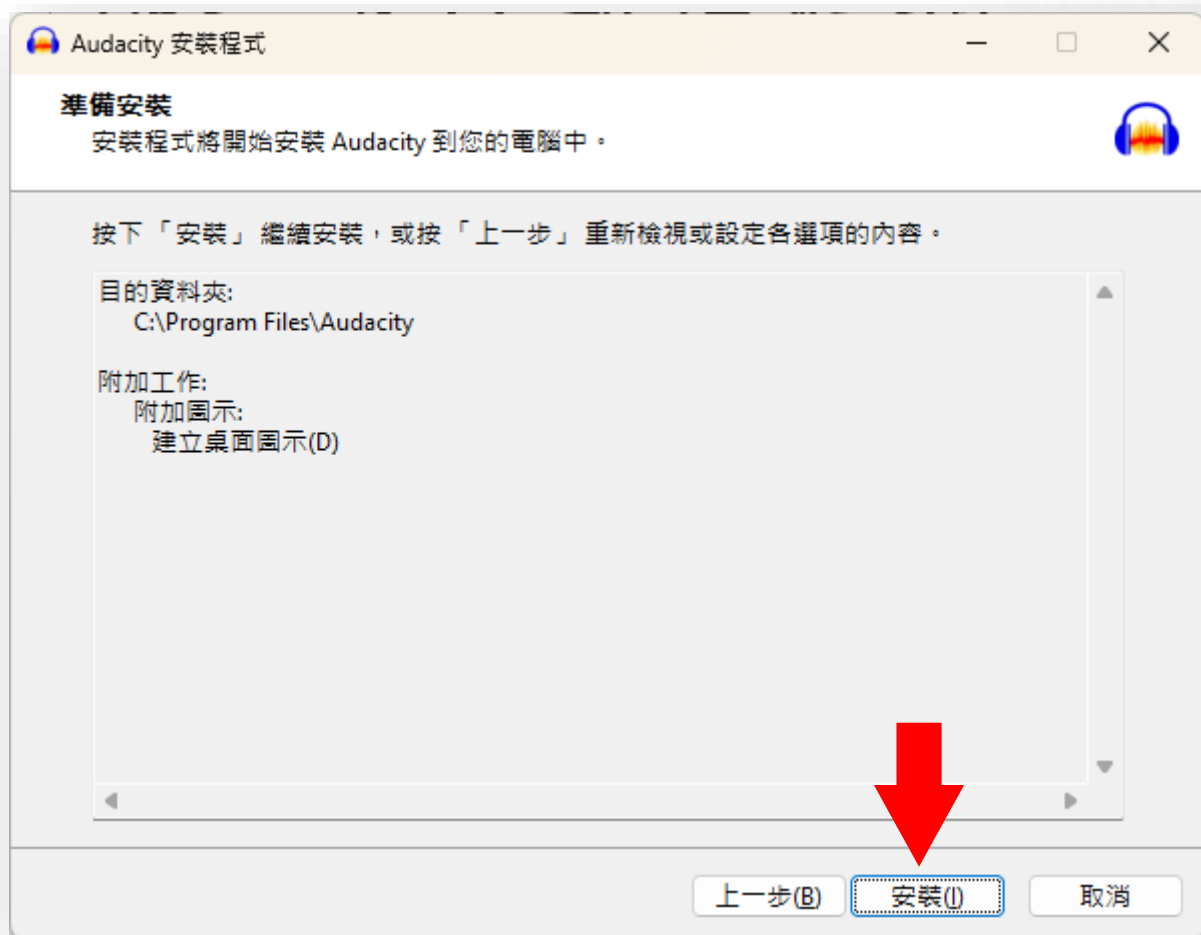 Audacity 安裝程式
準備安裝
安裝程式將開始安裝 Audacity 到您的電腦中。
按下「安裝」繼續安裝，或按「上一步」重新檢視或設定各選項的內容。
目的資料夾:
C:\Program Files\Audacity
附加工作:
附加圖示:
建立桌面圖示(D)
上一步(B)
安裝(I)
取消